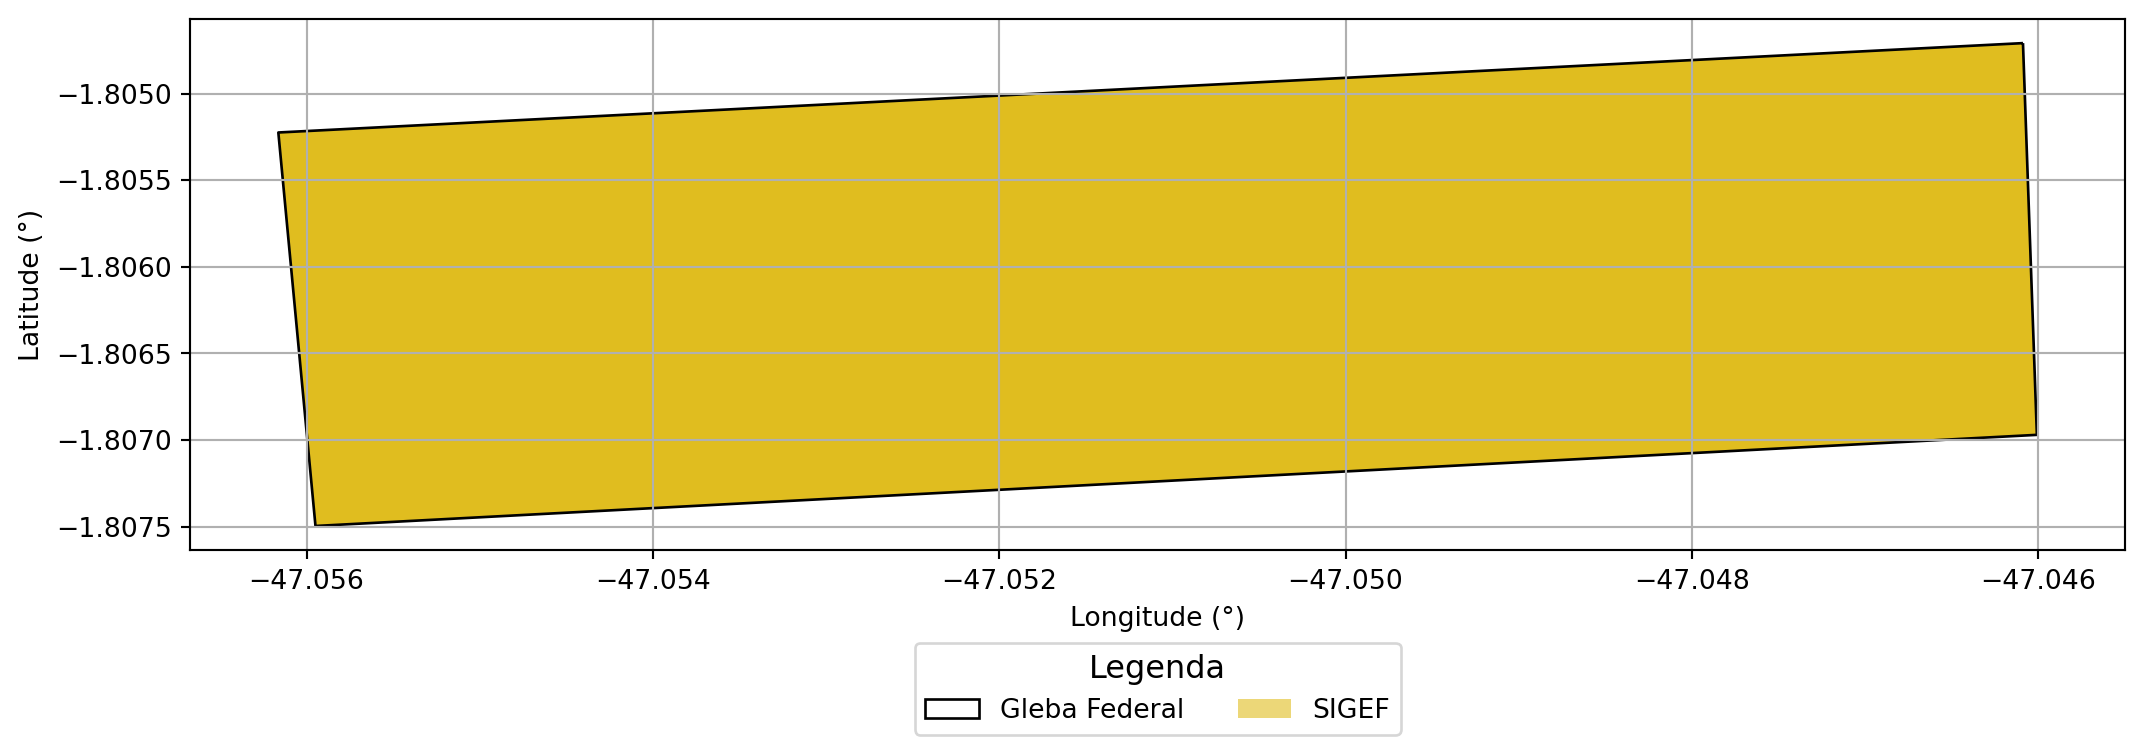 −1.8050
−1.8055
−1.8060
−1.8065
−1.8070
−1.8075
Latitude (°)
−47.056 −47.054 −47.052 −47.050 −47.048 −47.046
Longitude (°)
Legenda
Gleba Federal SIGEF